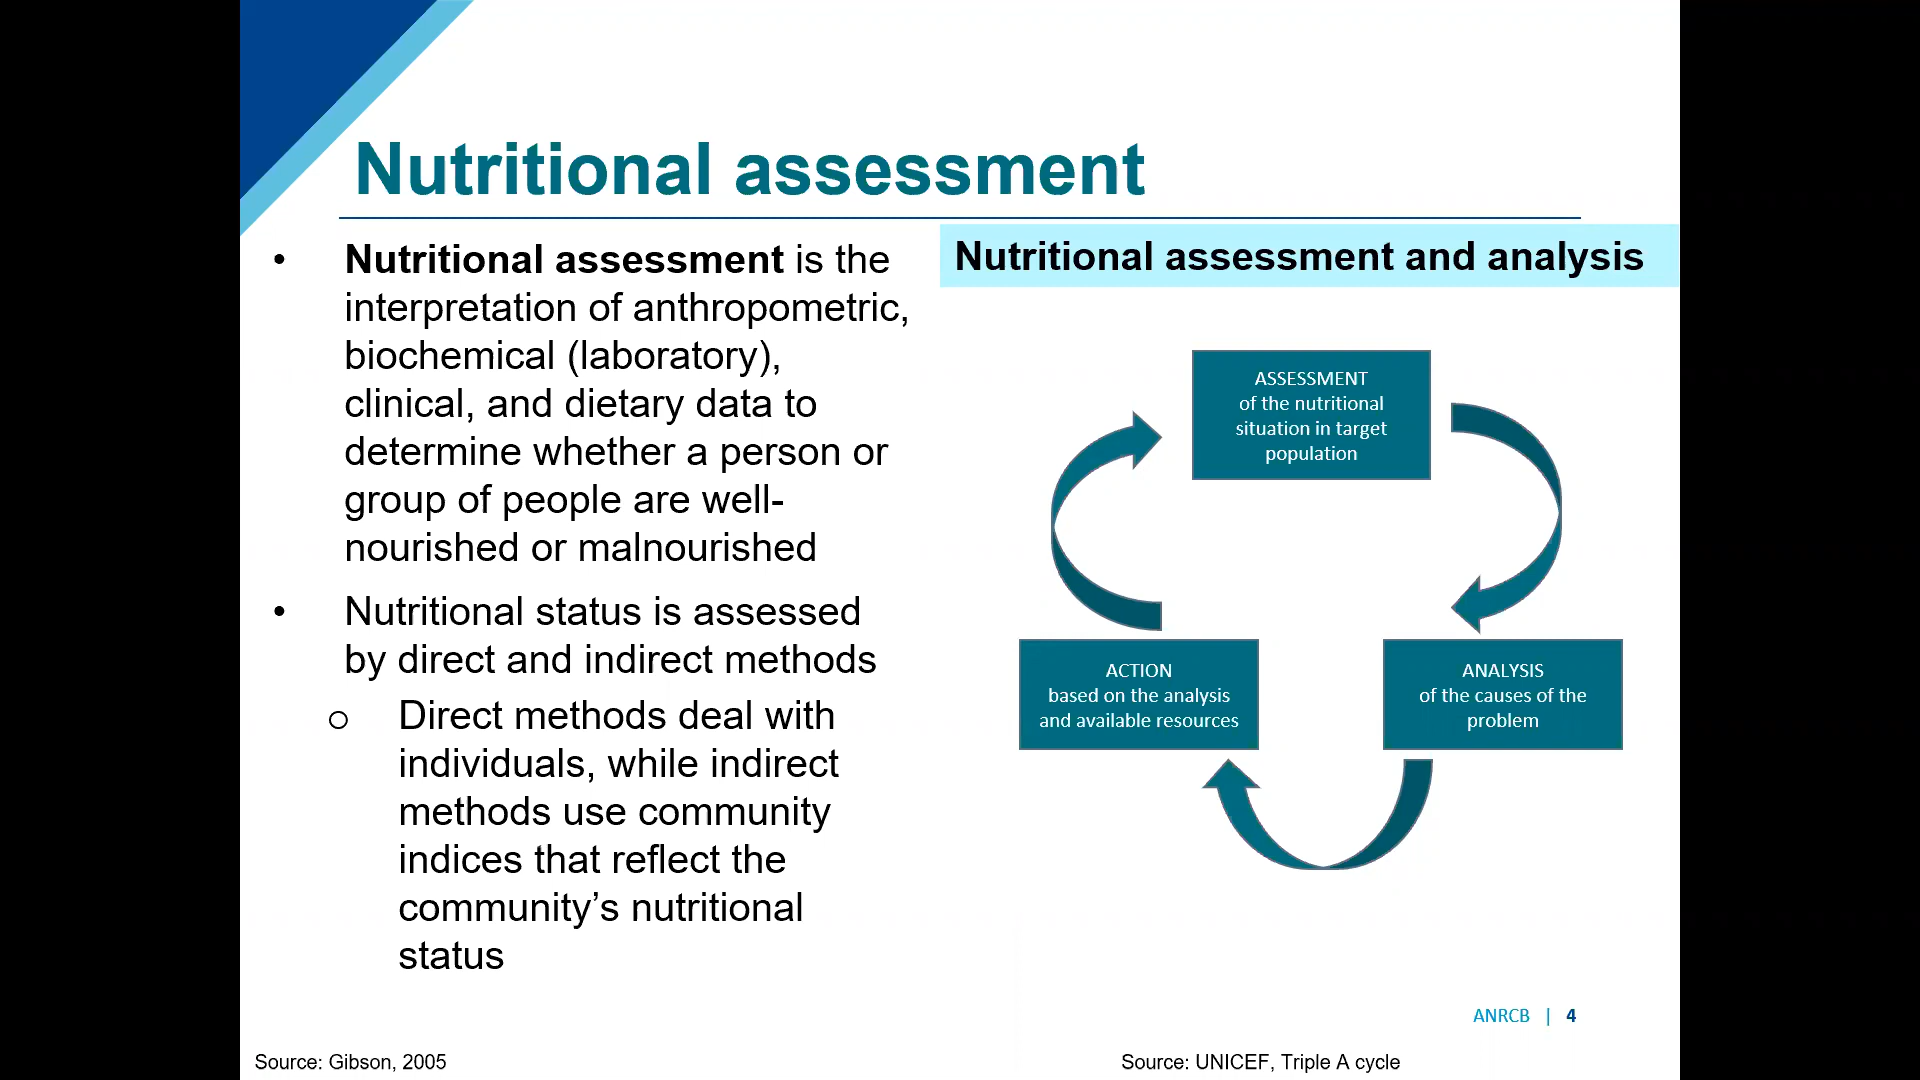 Nutritional assessment
• Nutritional assessment is the
interpretation of anthropometric,
biochemical (laboratory),
clinical, and dietary data to
determine whether a person or
group of people are well-
nourished or malnourished
• Nutritional status is assessed
by direct and indirect methods
o Direct methods deal with
individuals, while indirect
methods use community
indices that reflect the
community’s nutritional
status
Nutritional assessment and analysis
ASSESSMENT
of the nutritional
situation in target
population
ANALYSIS
of the causes of the
problem
ACTION
based on the analysis
and available resources
ANRCB | 4
Source: Gibson, 2005
Source: UNICEF, Triple A cycle